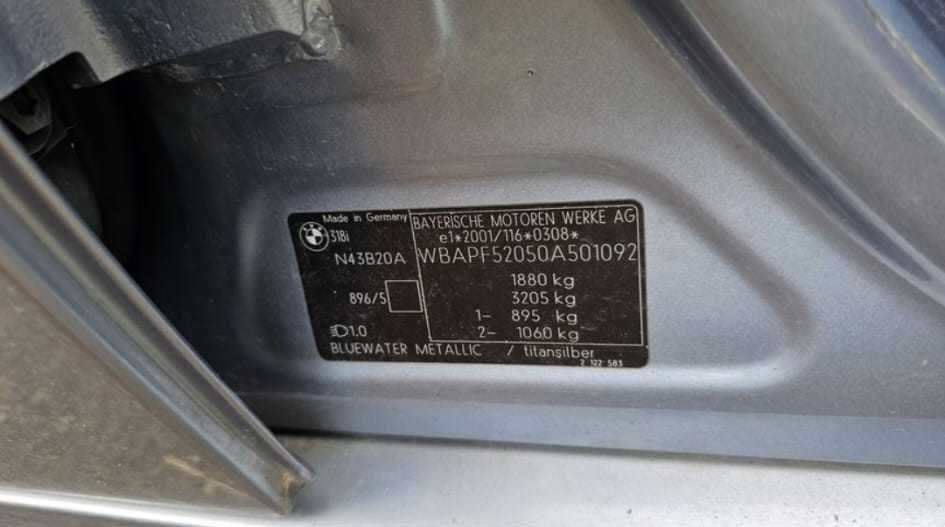 Made in Germany
318i
N43B20A
896/5
1.0
BAYERISCHE MOTOREN WERKE AG
e1*2001/116*0308*
WBAPF52050A501092
1880 kg
3205 kg
1- 895 kg
2- 1060 kg
BLUEWATER METALLIC / titansilber
2 122 583